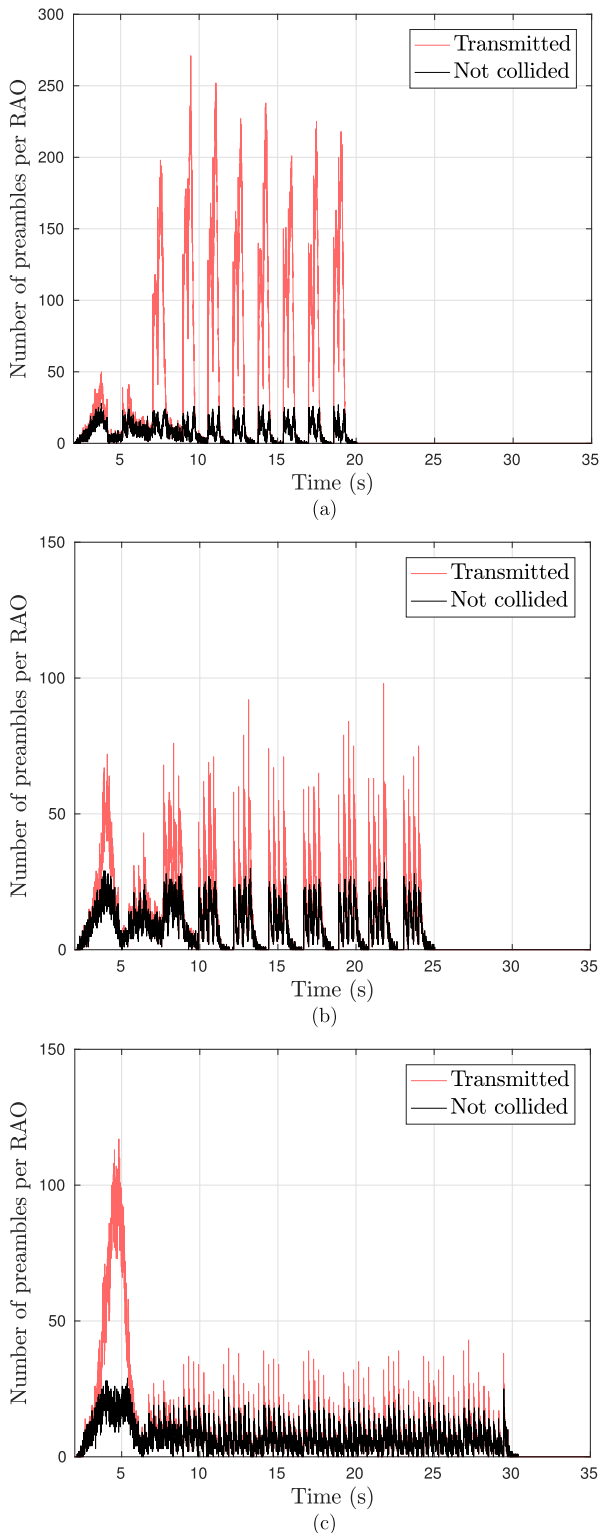 300
250
200
150
100
50
0
Number of preambles per RAO
Transmitted
Not collided
5 10 15 20 25 30 35
Time (s)
(a)
150
100
50
0
Number of preambles per RAO
Transmitted
Not collided
5 10 15 20 25 30 35
Time (s)
(b)
150
100
50
0
Number of preambles per RAO
Transmitted
Not collided
5 10 15 20 25 30 35
Time (s)
(c)